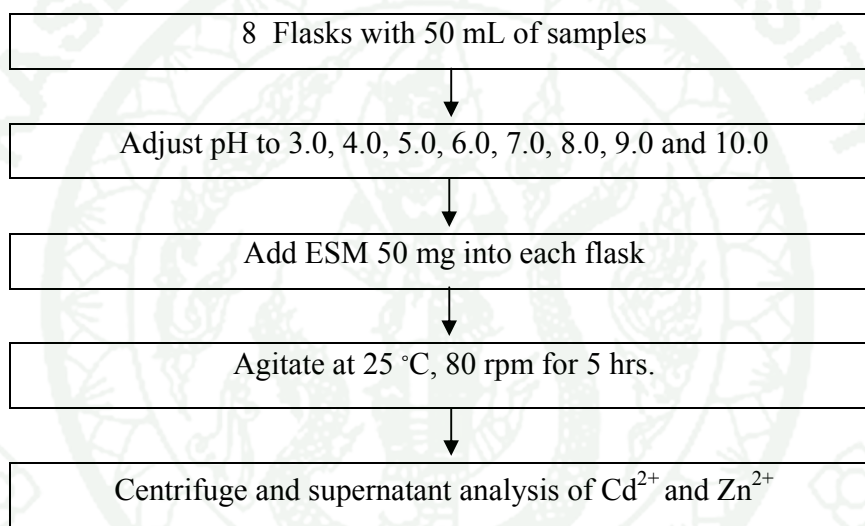 8 Flasks with 50 mL of samples
Adjust pH to 3.0, 4.0, 5.0, 6.0, 7.0, 8.0, 9.0 and 10.0
Add ESM 50 mg into each flask
Agitate at 25 °C, 80 rpm for 5 hrs.
Centrifuge and supernatant analysis of Cd²⁺ and Zn²⁺